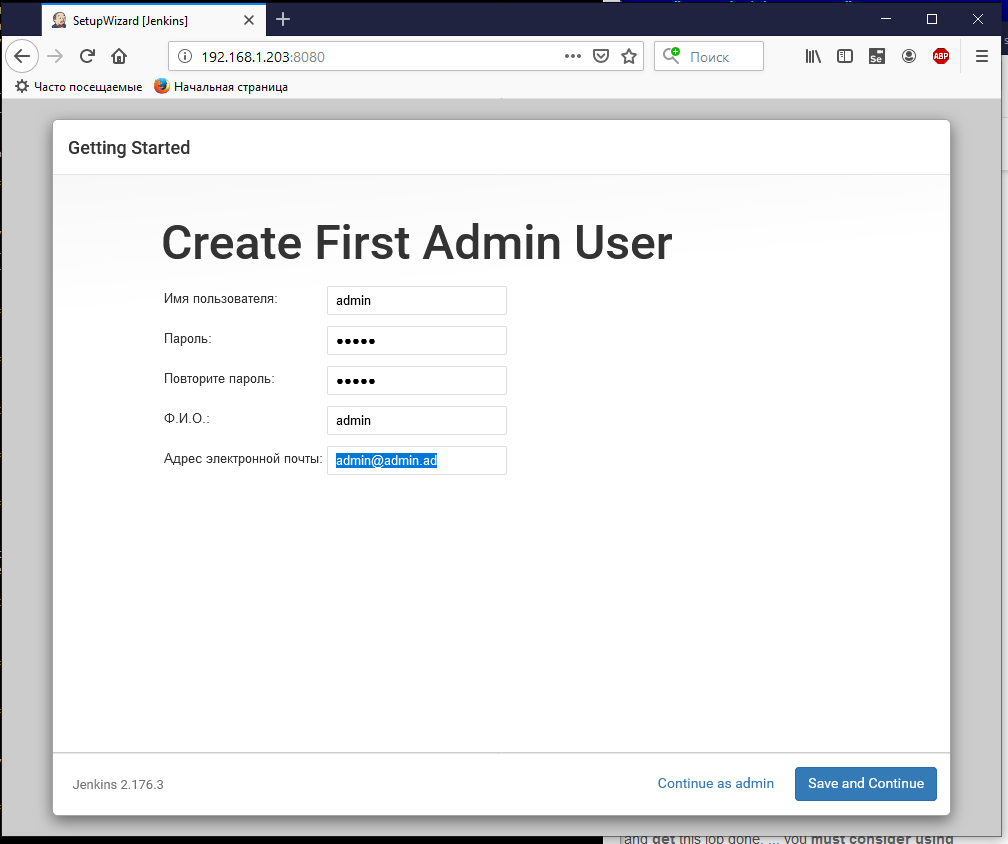 SetupWizard [Jenkins]
192.168.1.203:8080
Поиск
Se
ABP
Часто посещаемые
Начальная страница
Getting Started
Create First Admin User
Имя пользователя: admin
Пароль: •••••
Повторите пароль: •••••
Ф.И.О.: admin
Адрес электронной почты: admin@admin.ad
Jenkins 2.176.3
Continue as admin
Save and Continue
and get this job done. ... you must consider using